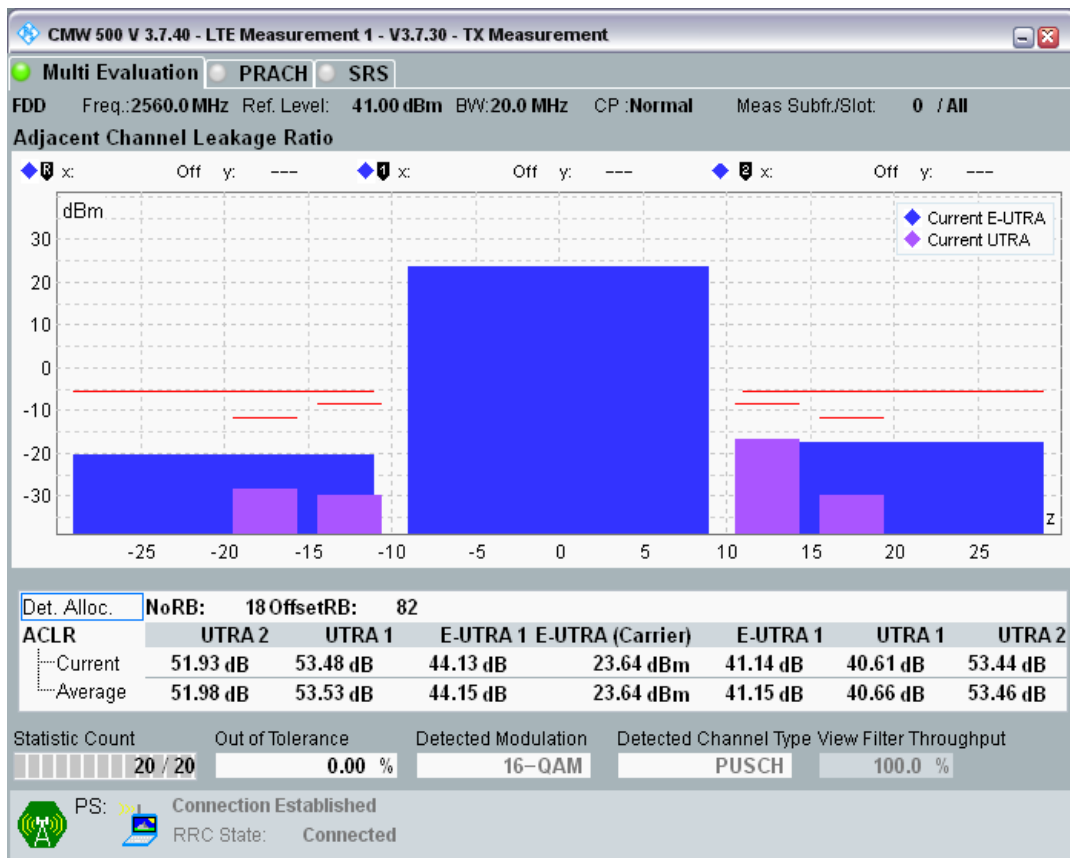 CMW 500 V 3.7.40 - LTE Measurement 1 - V3.7.30 - TX Measurement
Multi Evaluation PRACH SRS
FDD Freq.:2560.0 MHz Ref. Level: 41.00 dBm BW:20.0 MHz CP :Normal Meas Subfr./Slot: 0 / All
Adjacent Channel Leakage Ratio
R x: Off y: --- 1 x: Off y: --- 2 x: Off y: ---
dBm
Current E-UTRA
Current UTRA
30
20
10
0
-10
-20
-30
z
-25 -20 -15 -10 -5 0 5 10 15 20 25
Det. Alloc. NoRB: 18 OffsetRB: 82
ACLR UTRA 2 UTRA 1 E-UTRA 1 E-UTRA (Carrier) E-UTRA 1 UTRA 1 UTRA 2
Current 51.93 dB 53.48 dB 44.13 dB 23.64 dBm 41.14 dB 40.61 dB 53.44 dB
Average 51.98 dB 53.53 dB 44.15 dB 23.64 dBm 41.15 dB 40.66 dB 53.46 dB
Statistic Count Out of Tolerance Detected Modulation Detected Channel Type View Filter Throughput
20 / 20 0.00 % 16-QAM PUSCH 100.0 %
PS: Connection Established
RRC State: Connected